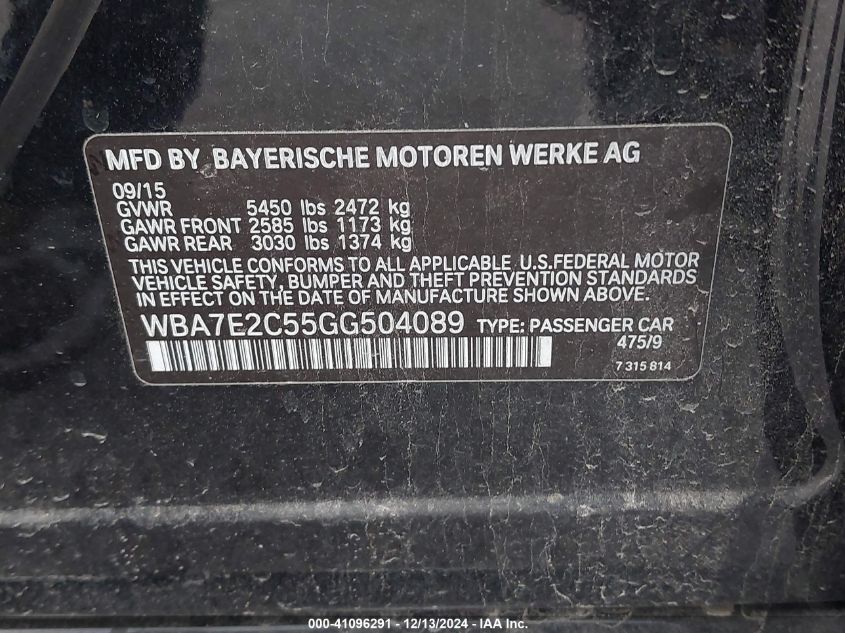 MFD BY BAYERISCHE MOTOREN WERKE AG
09/15
GVWR 5450 lbs 2472 kg
GAWR FRONT 2585 lbs 1173 kg
GAWR REAR 3030 lbs 1374 kg
THIS VEHICLE CONFORMS TO ALL APPLICABLE U.S.FEDERAL MOTOR
VEHICLE SAFETY, BUMPER AND THEFT PREVENTION STANDARDS
IN EFFECT ON THE DATE OF MANUFACTURE SHOWN ABOVE.
WBA7E2C55GG504089 TYPE: PASSENGER CAR
475/9
7 315 814
000-41096291 - 12/13/2024 - IAA Inc.